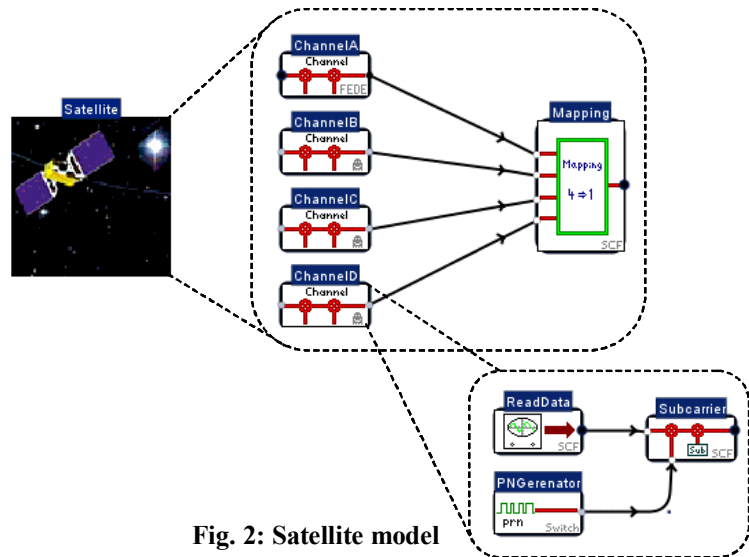 Satellite
ChannelA
Channel
FEDE
ChannelB
Channel
ChannelC
Channel
ChannelD
Channel
Mapping
Mapping
4⇒1
SCF
ReadData
SCF
PNGerenator
prn
Switch
Subcarrier
Sub
SCF
Fig. 2: Satellite model